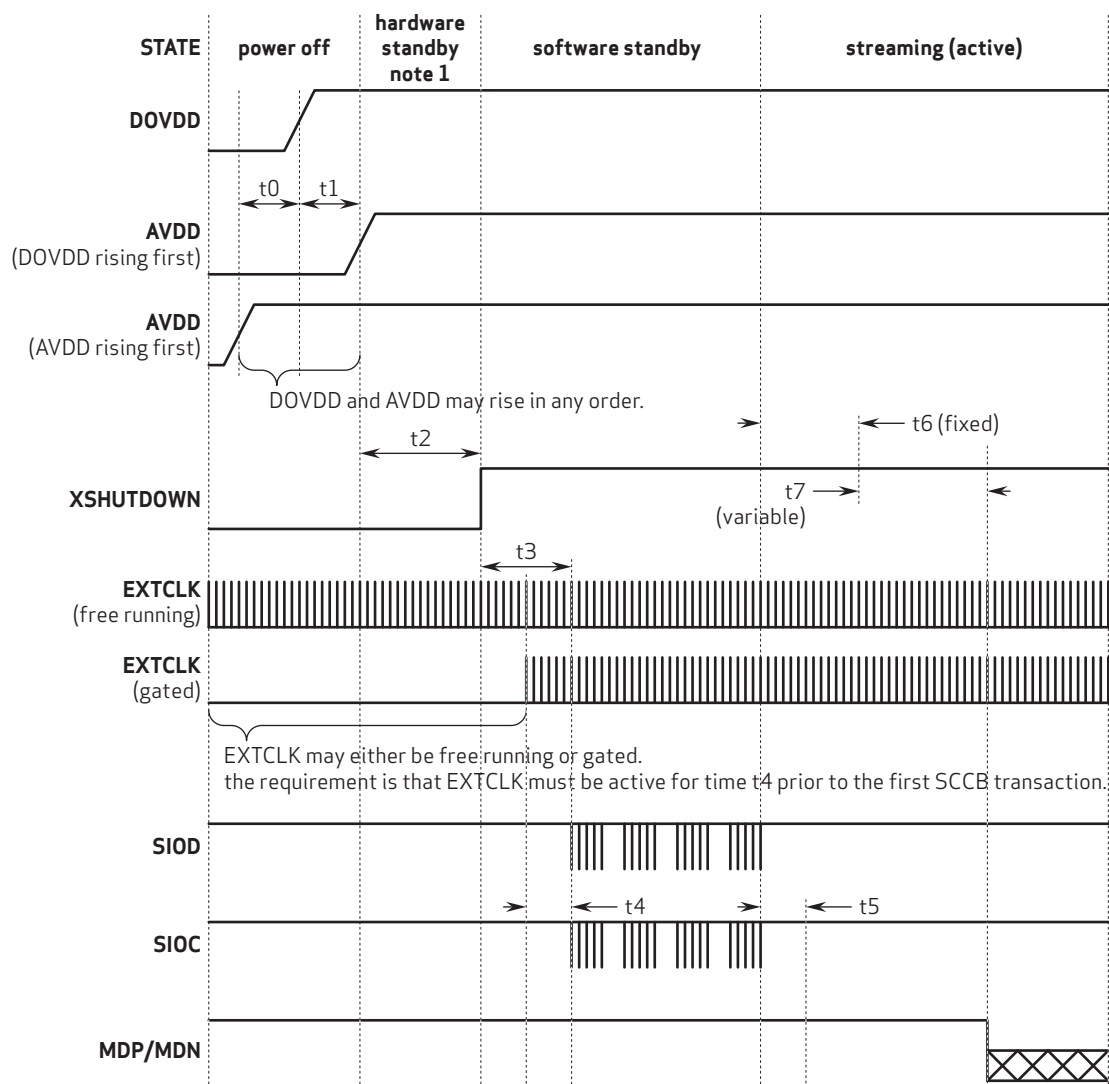 STATE
power off
hardware
standby
note 1
software standby
streaming (active)
DOVDD
t0
t1
AVDD
(DOVDD rising first)
AVDD
(AVDD rising first)
DOVDD and AVDD may rise in any order.
t6 (fixed)
t2
XSHUTDOWN
t7
(variable)
t3
EXTCLK
(free running)
EXTCLK
(gated)
EXTCLK may either be free running or gated.
the requirement is that EXTCLK must be active for time t4 prior to the first SCCB transaction.
SIOD
t4
t5
SIOC
MDP/MDN